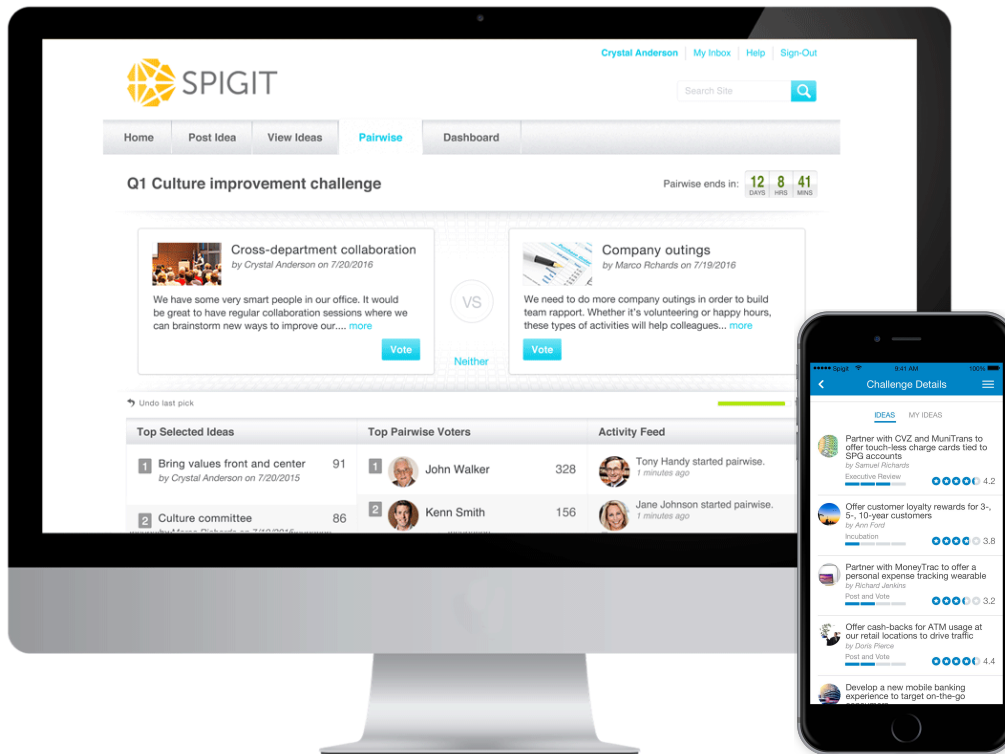 Crystal Anderson My Inbox Help Sign-Out
SPIGIT
Search Site
Home Post Idea View Ideas Pairwise Dashboard
Q1 Culture improvement challenge
Pairwise ends in: 12 DAYS 8 HRS 41 MINS
Cross-department collaboration
by Crystal Anderson on 7/20/2016
We have some very smart people in our office. It would
be great to have regular collaboration sessions where we
can brainstorm new ways to improve our.... more
Vote
VS
Neither
Company outings
by Marco Rchards on 7/19/2016
We need to do more company outings in order to build
team rapport. Whether it's volunteering or happy hours,
these types of activities will help colleagues... more
Vote
Undo last pick
Top Selected Ideas
1 Bring values front and center 91
by Crystal Anderson on 7/20/2015
2 Culture committee 86
Top Pairwise Voters
1 John Walker 328
2 Kenn Smith 156
Activity Feed
Tony Handy started pairwise.
1 minutes ago
Jane Johnson started pairwise.
1 minutes ago
Spigit 9:41 AM 100%
Challenge Details
IDEAS MY IDEAS
Partner with CVZ and MuniTrans to
offer touch-less charge cards tied to
SPG accounts
by Samuel Richards
Executive Review
4.2
Offer customer loyalty rewards for 3-,
5-, 10-year customers
by Ann Ford
Incubation
3.8
Partner with MoneyTrac to offer a
personal expense tracking wearable
by Richard Jenkins
Post and Vote
3.2
Offer cash-backs for ATM usage at
our retail locations to drive traffic
by Doris Pierce
Post and Vote
4.4
Develop a new mobile banking
experience to target on-the-go